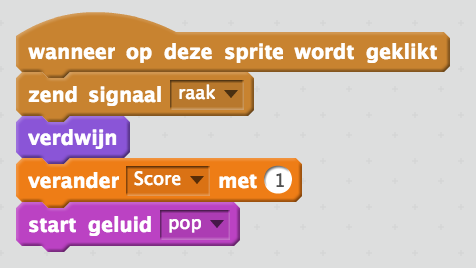 wanneer op deze sprite wordt geklikt
zend signaal raak
verdwijn
verander Score met 1
start geluid pop